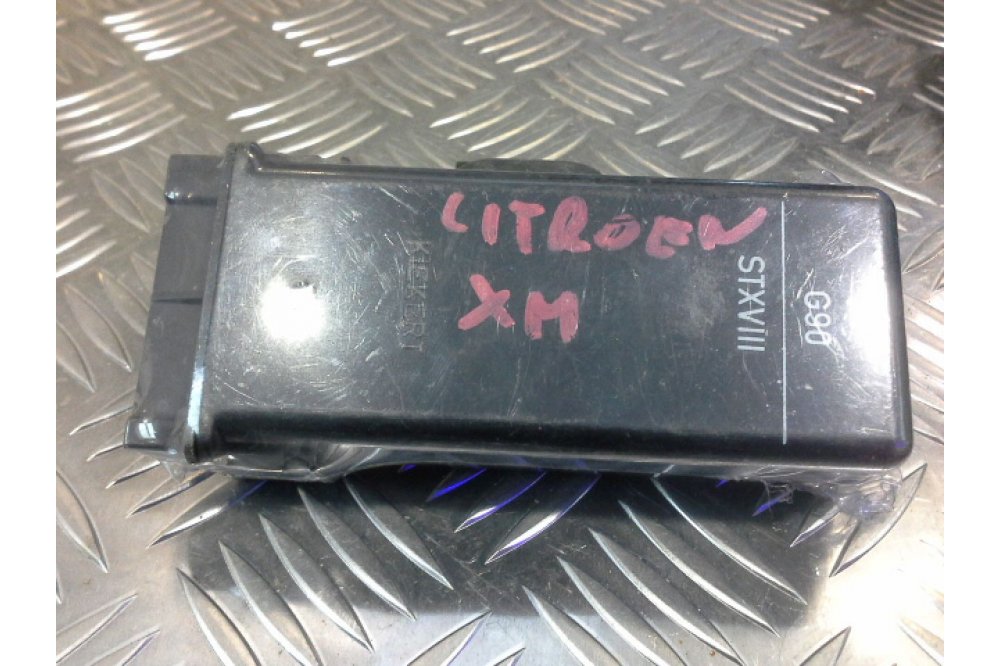 CITROEN
XM
KIEKERT
STXVIII
G90